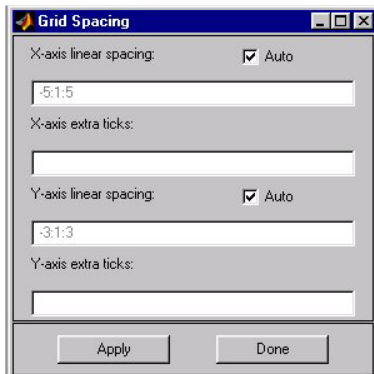 Grid Spacing
X-axis linear spacing: Auto
-5:1:5
X-axis extra ticks:
Y-axis linear spacing: Auto
-3:1:3
Y-axis extra ticks:
Apply Done